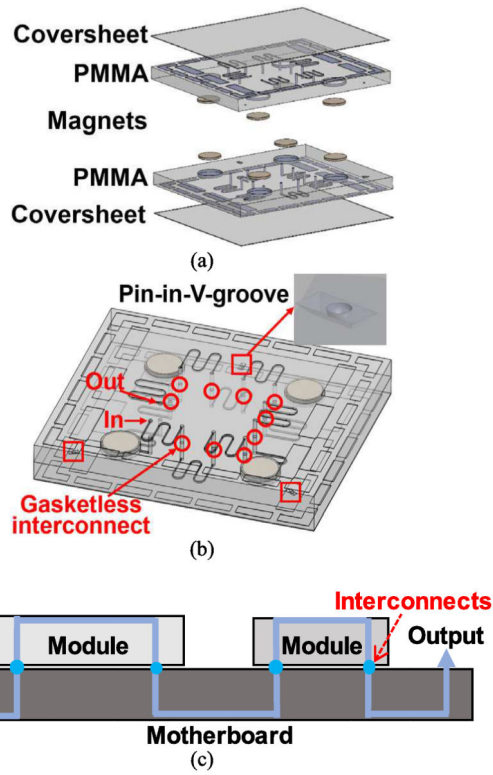 Coversheet
PMMA
Magnets
PMMA
Coversheet
(a)
Pin-in-V-groove
Out
In
Gasketless
interconnect
(b)
Interconnects
Module
Module
Output
Motherboard
(c)